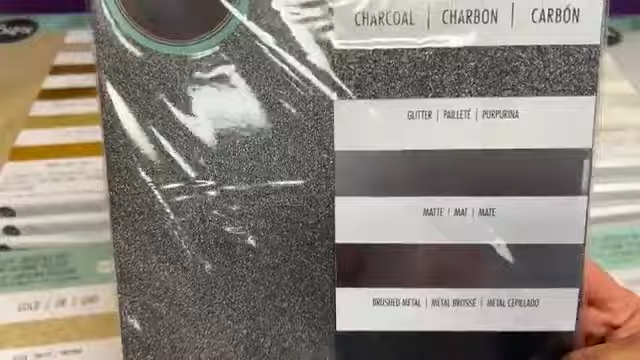 CHARCOAL | CHARBON | CARBÓN
GLITTER | PAILLETÉ | PURPURINA
MATTE | MAT | MATE
BRUSHED METAL | MÉTAL BROSSÉ | METAL CEPILLADO
GOLD / OR / ORO